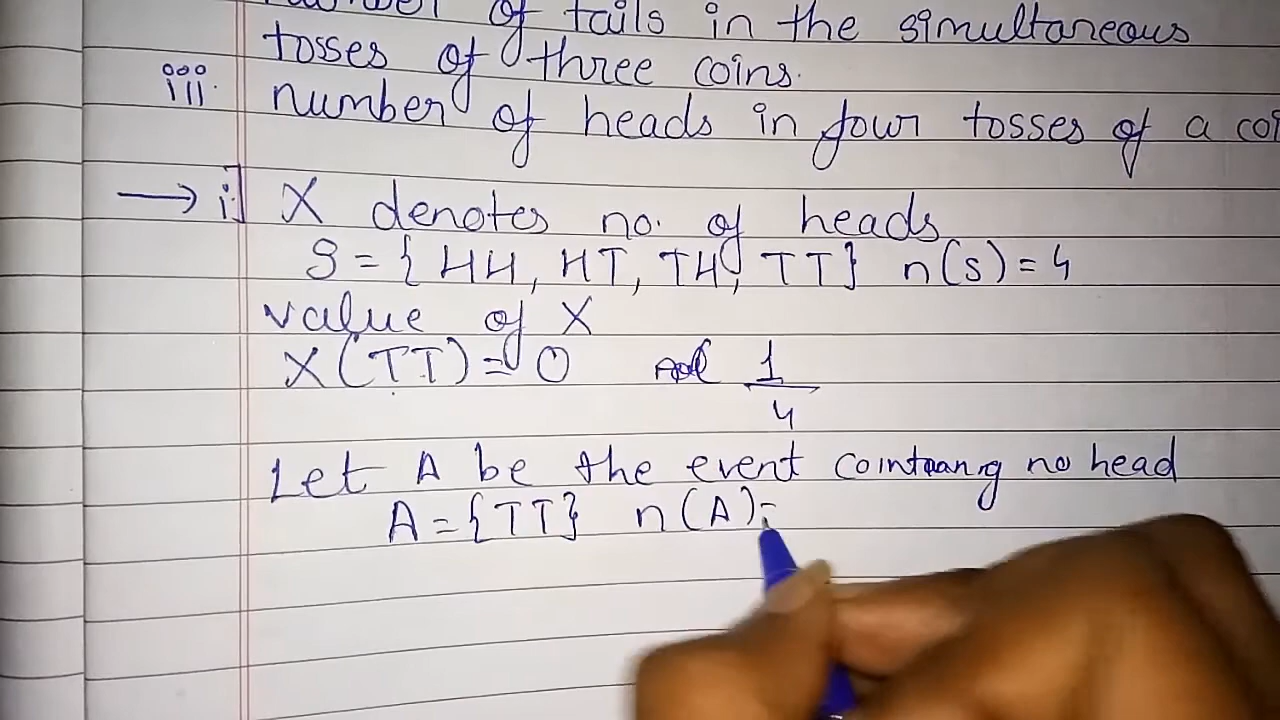 of tails in the simultaneous
tosses of three coins.
iii. number of heads in four tosses of a
→ i] X denotes no. of heads
S = { HH, HT, TH, TT} n(s) = 4
value of X
X(TT) = 0 1/4
Let A be the event no head
A = {TT} n(A)=